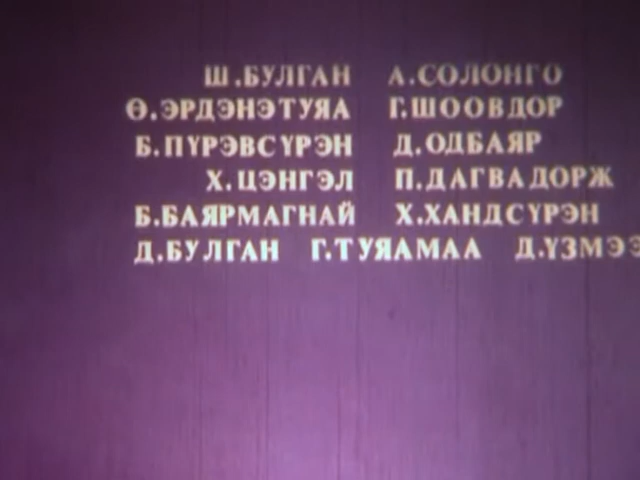 Ш.БУЛГАН А.СОЛОНГО
Ө.ЭРДЭНЭТУЯА Г.ШООВДОР
Б.ПҮРЭВСҮРЭН Д.ОДБАЯР
Х.ЦЭНГЭЛ П.ДАГВАДОРЖ
Б.БАЯРМАГНАЙ Х.ХАНДСҮРЭН
Д.БУЛГАН Г.ТУЯАМАА